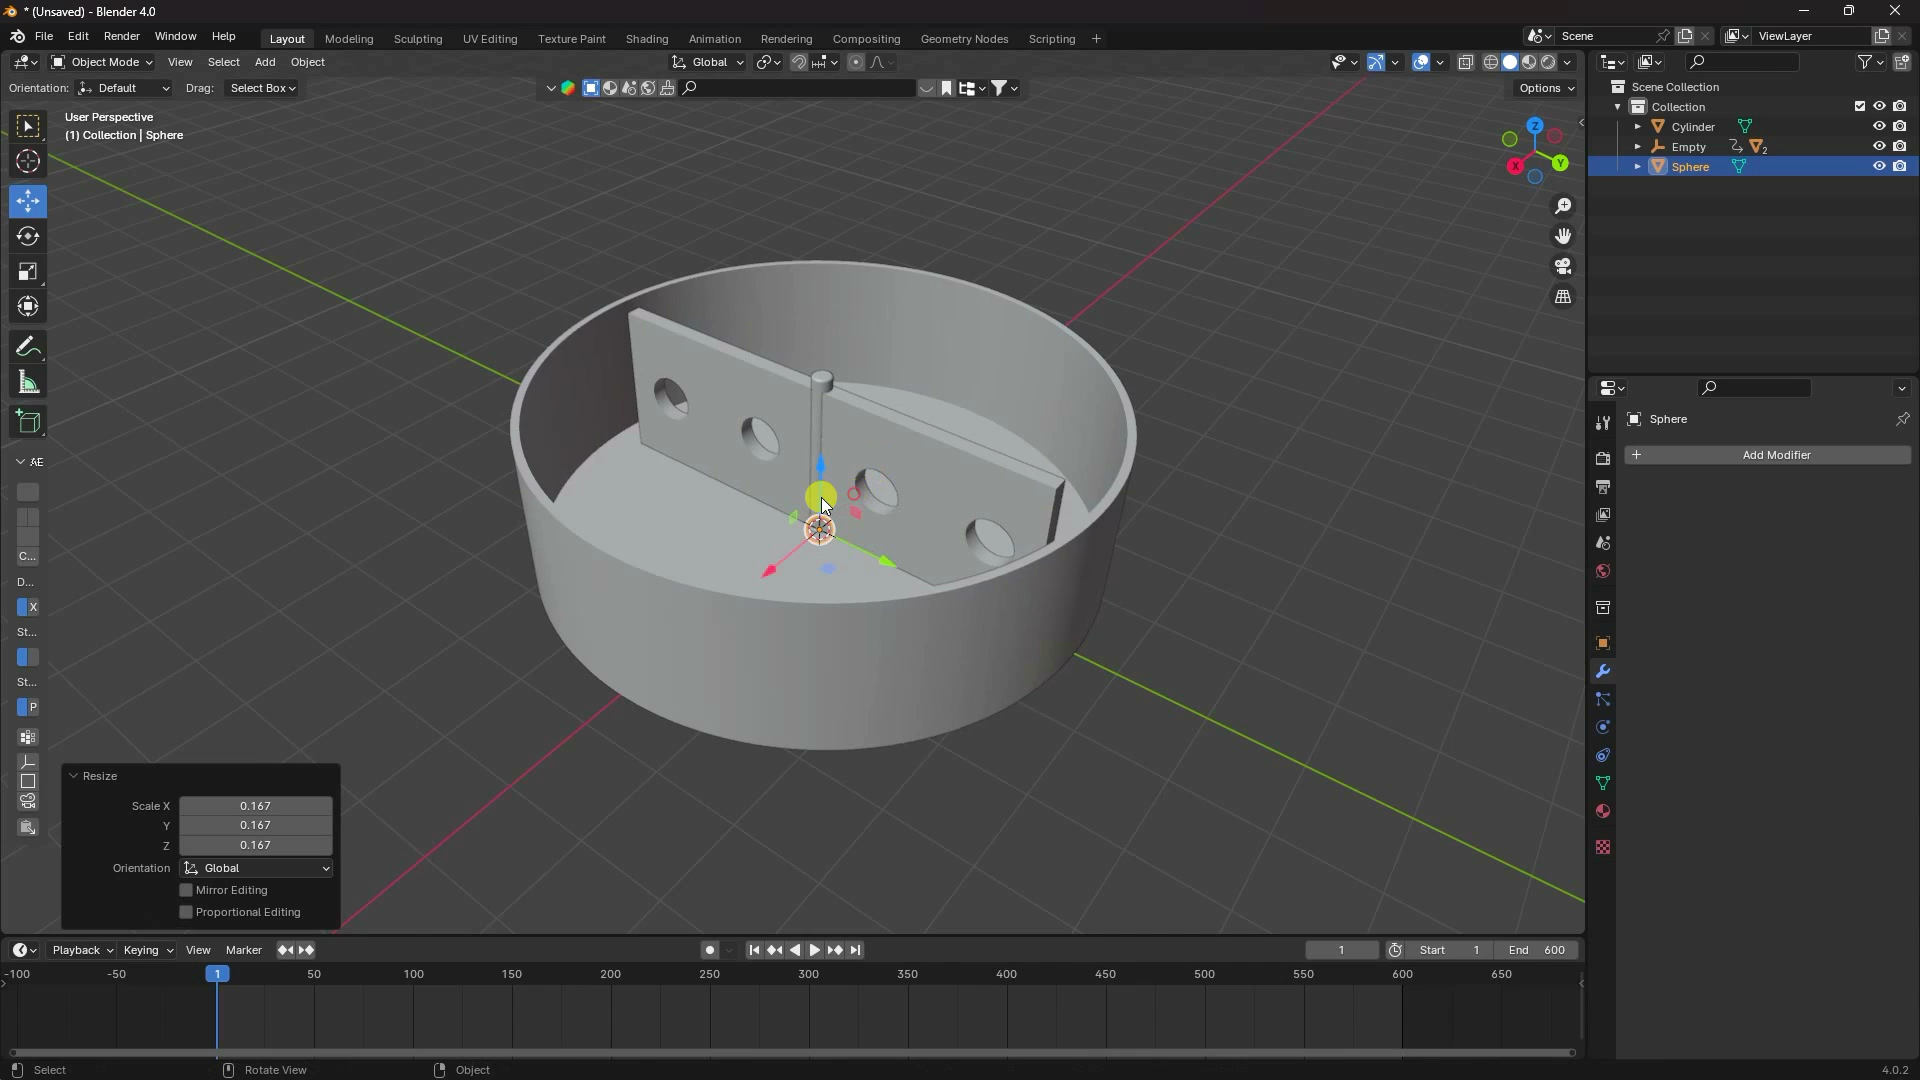 * (Unsaved) - Blender 4.0
File Edit Render Window Help
Layout Modeling Sculpting UV Editing Texture Paint Shading Animation Rendering Compositing Geometry Nodes Scripting +
Scene
ViewLayer
Object Mode View Select Add Object
Global
Orientation: Default Drag: Select Box
Options
User Perspective
(1) Collection | Sphere
Z
X
Y
Scene Collection
Collection
Cylinder
Empty 2
Sphere
Sphere
+ Add Modifier
AE
C...
D...
X
St...
St...
P
Resize
Scale X 0.167
Y 0.167
Z 0.167
Orientation Global
Mirror Editing
Proportional Editing
Playback Keying View Marker
1 Start 1 End 600
-100 -50 1 50 100 150 200 250 300 350 400 450 500 550 600 650
Select Rotate View Object
4.0.2